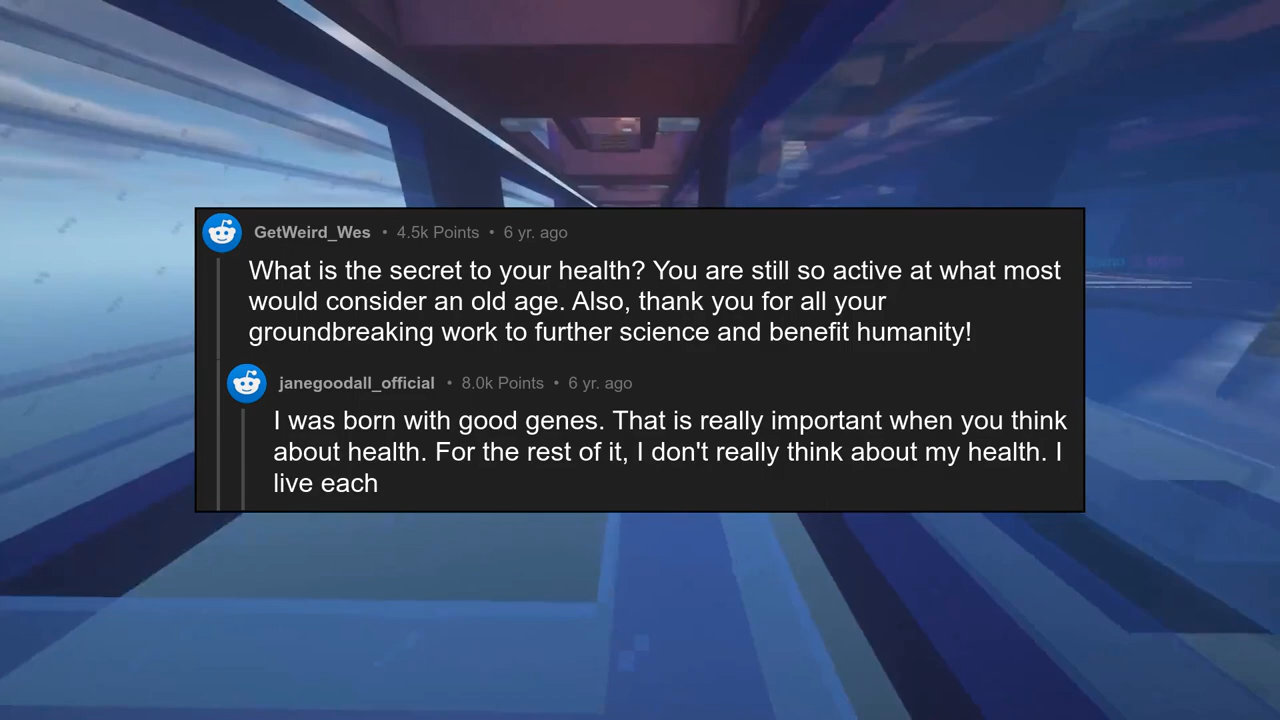 GetWeird_Wes • 4.5k Points • 6 yr. ago
What is the secret to your health? You are still so active at what most
would consider an old age. Also, thank you for all your
groundbreaking work to further science and benefit humanity!
janegoodall_official • 8.0k Points • 6 yr. ago
I was born with good genes. That is really important when you think
about health. For the rest of it, I don't really think about my health. I
live each